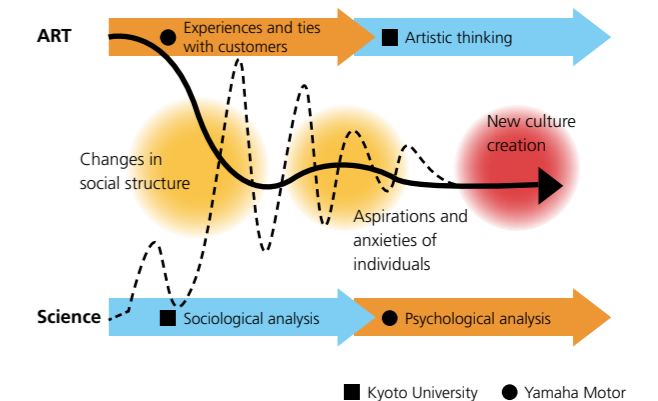 ART
Experiences and ties
with customers
Artistic thinking
New culture
creation
Changes in
social structure
Aspirations and
anxieties of
individuals
Science
Sociological analysis
Psychological analysis
Kyoto University
Yamaha Motor